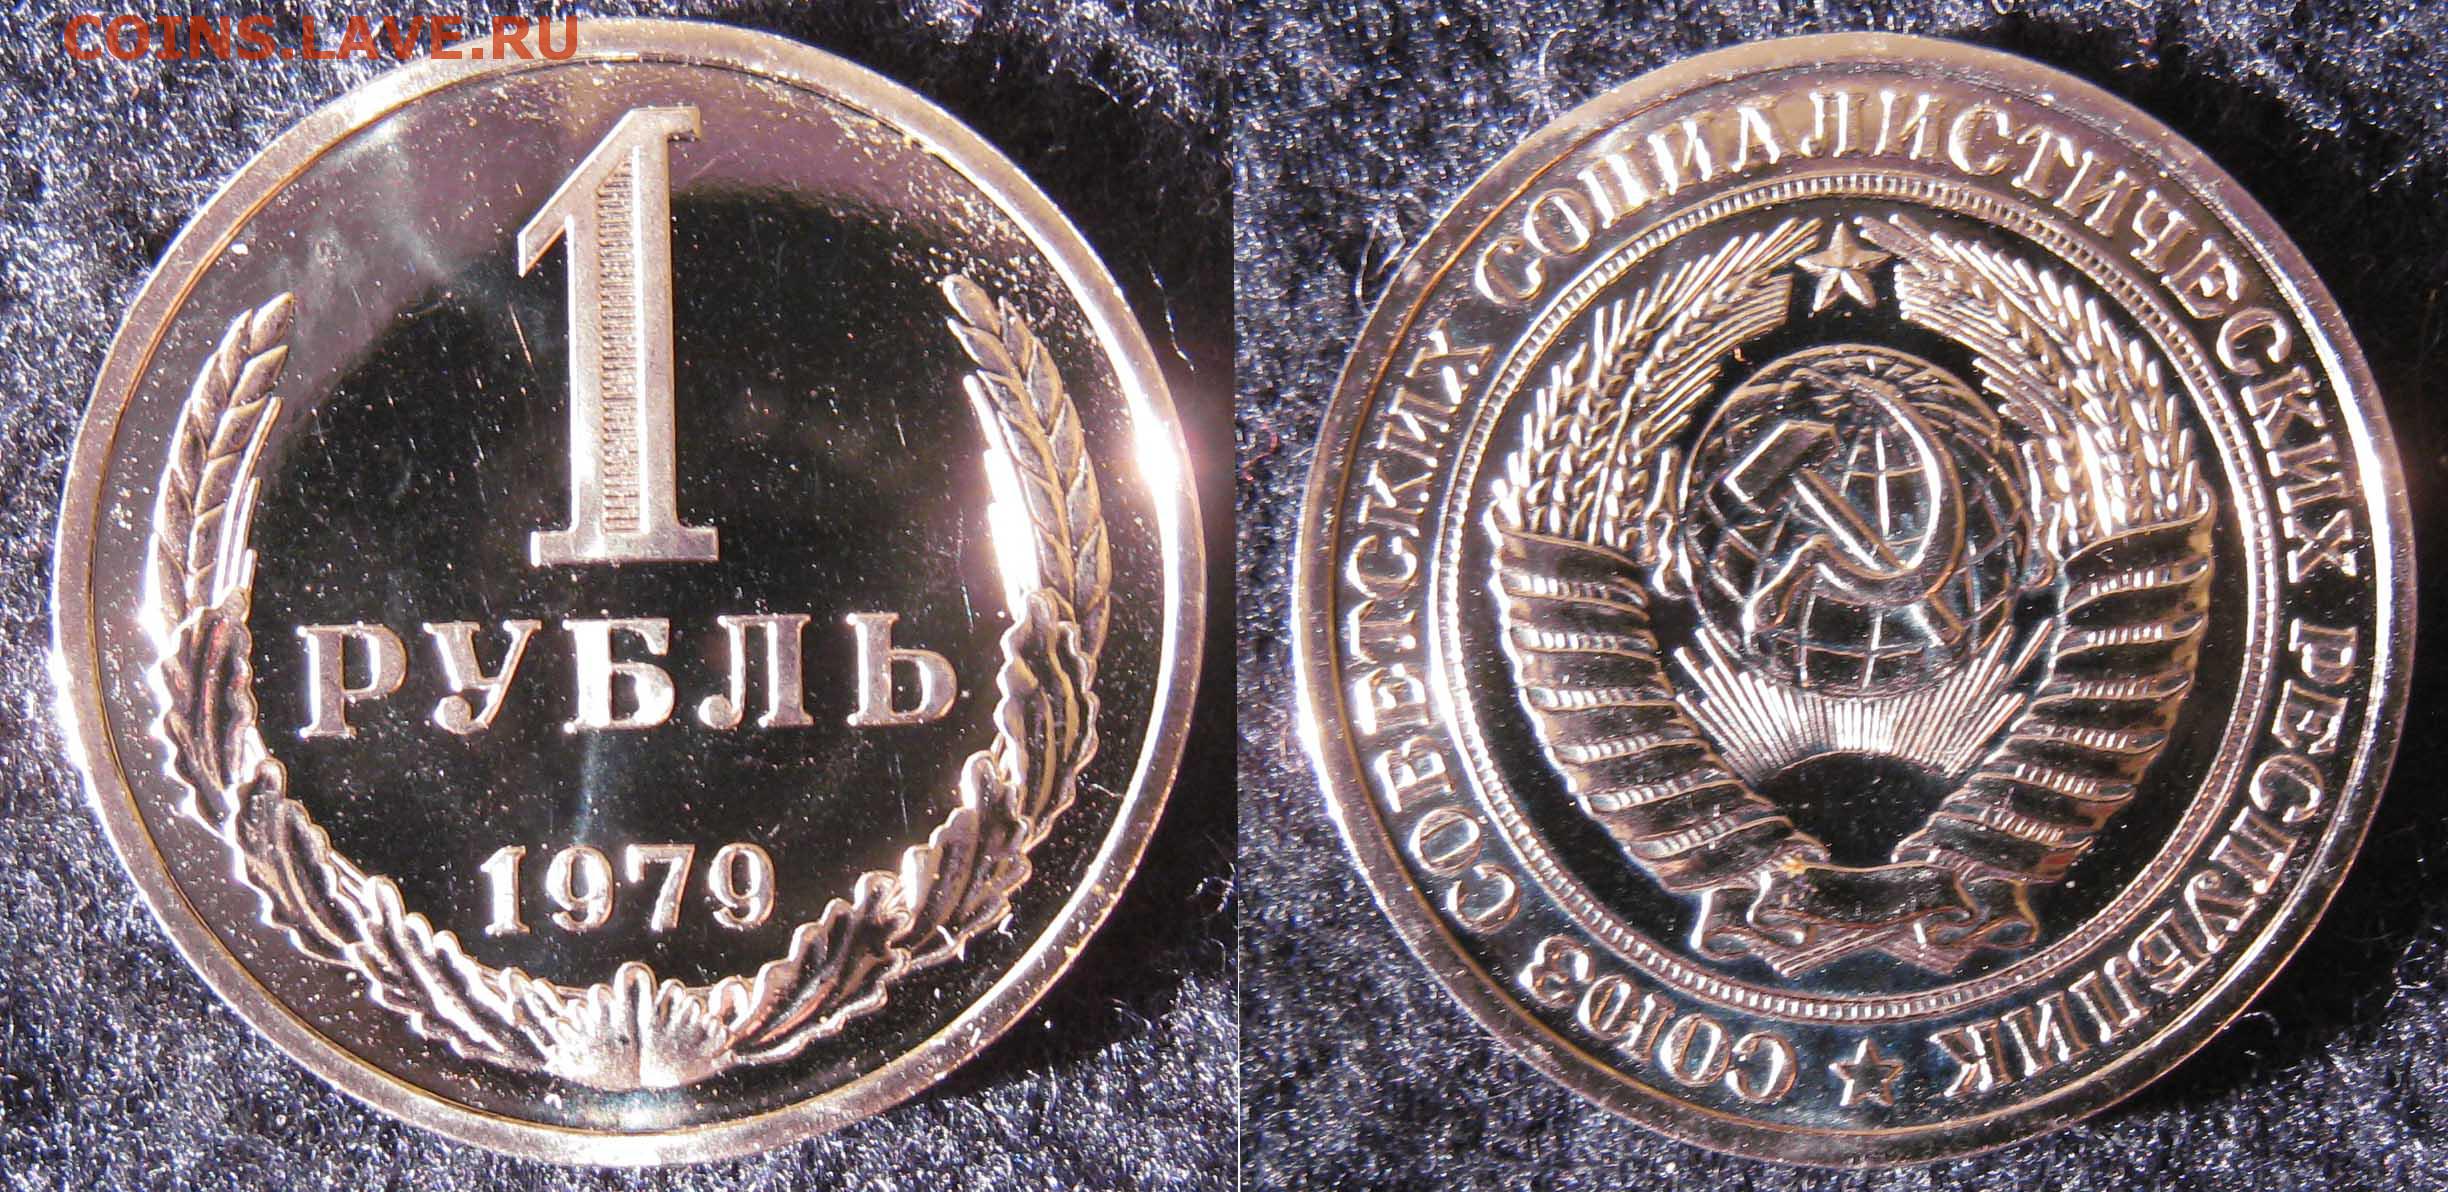 COINS.LAVE.RU
1
РУБЛЬ
1979
СОЮЗ СОВЕТСКИХ СОЦИАЛИСТИЧЕСКИХ РЕСПУБЛИК